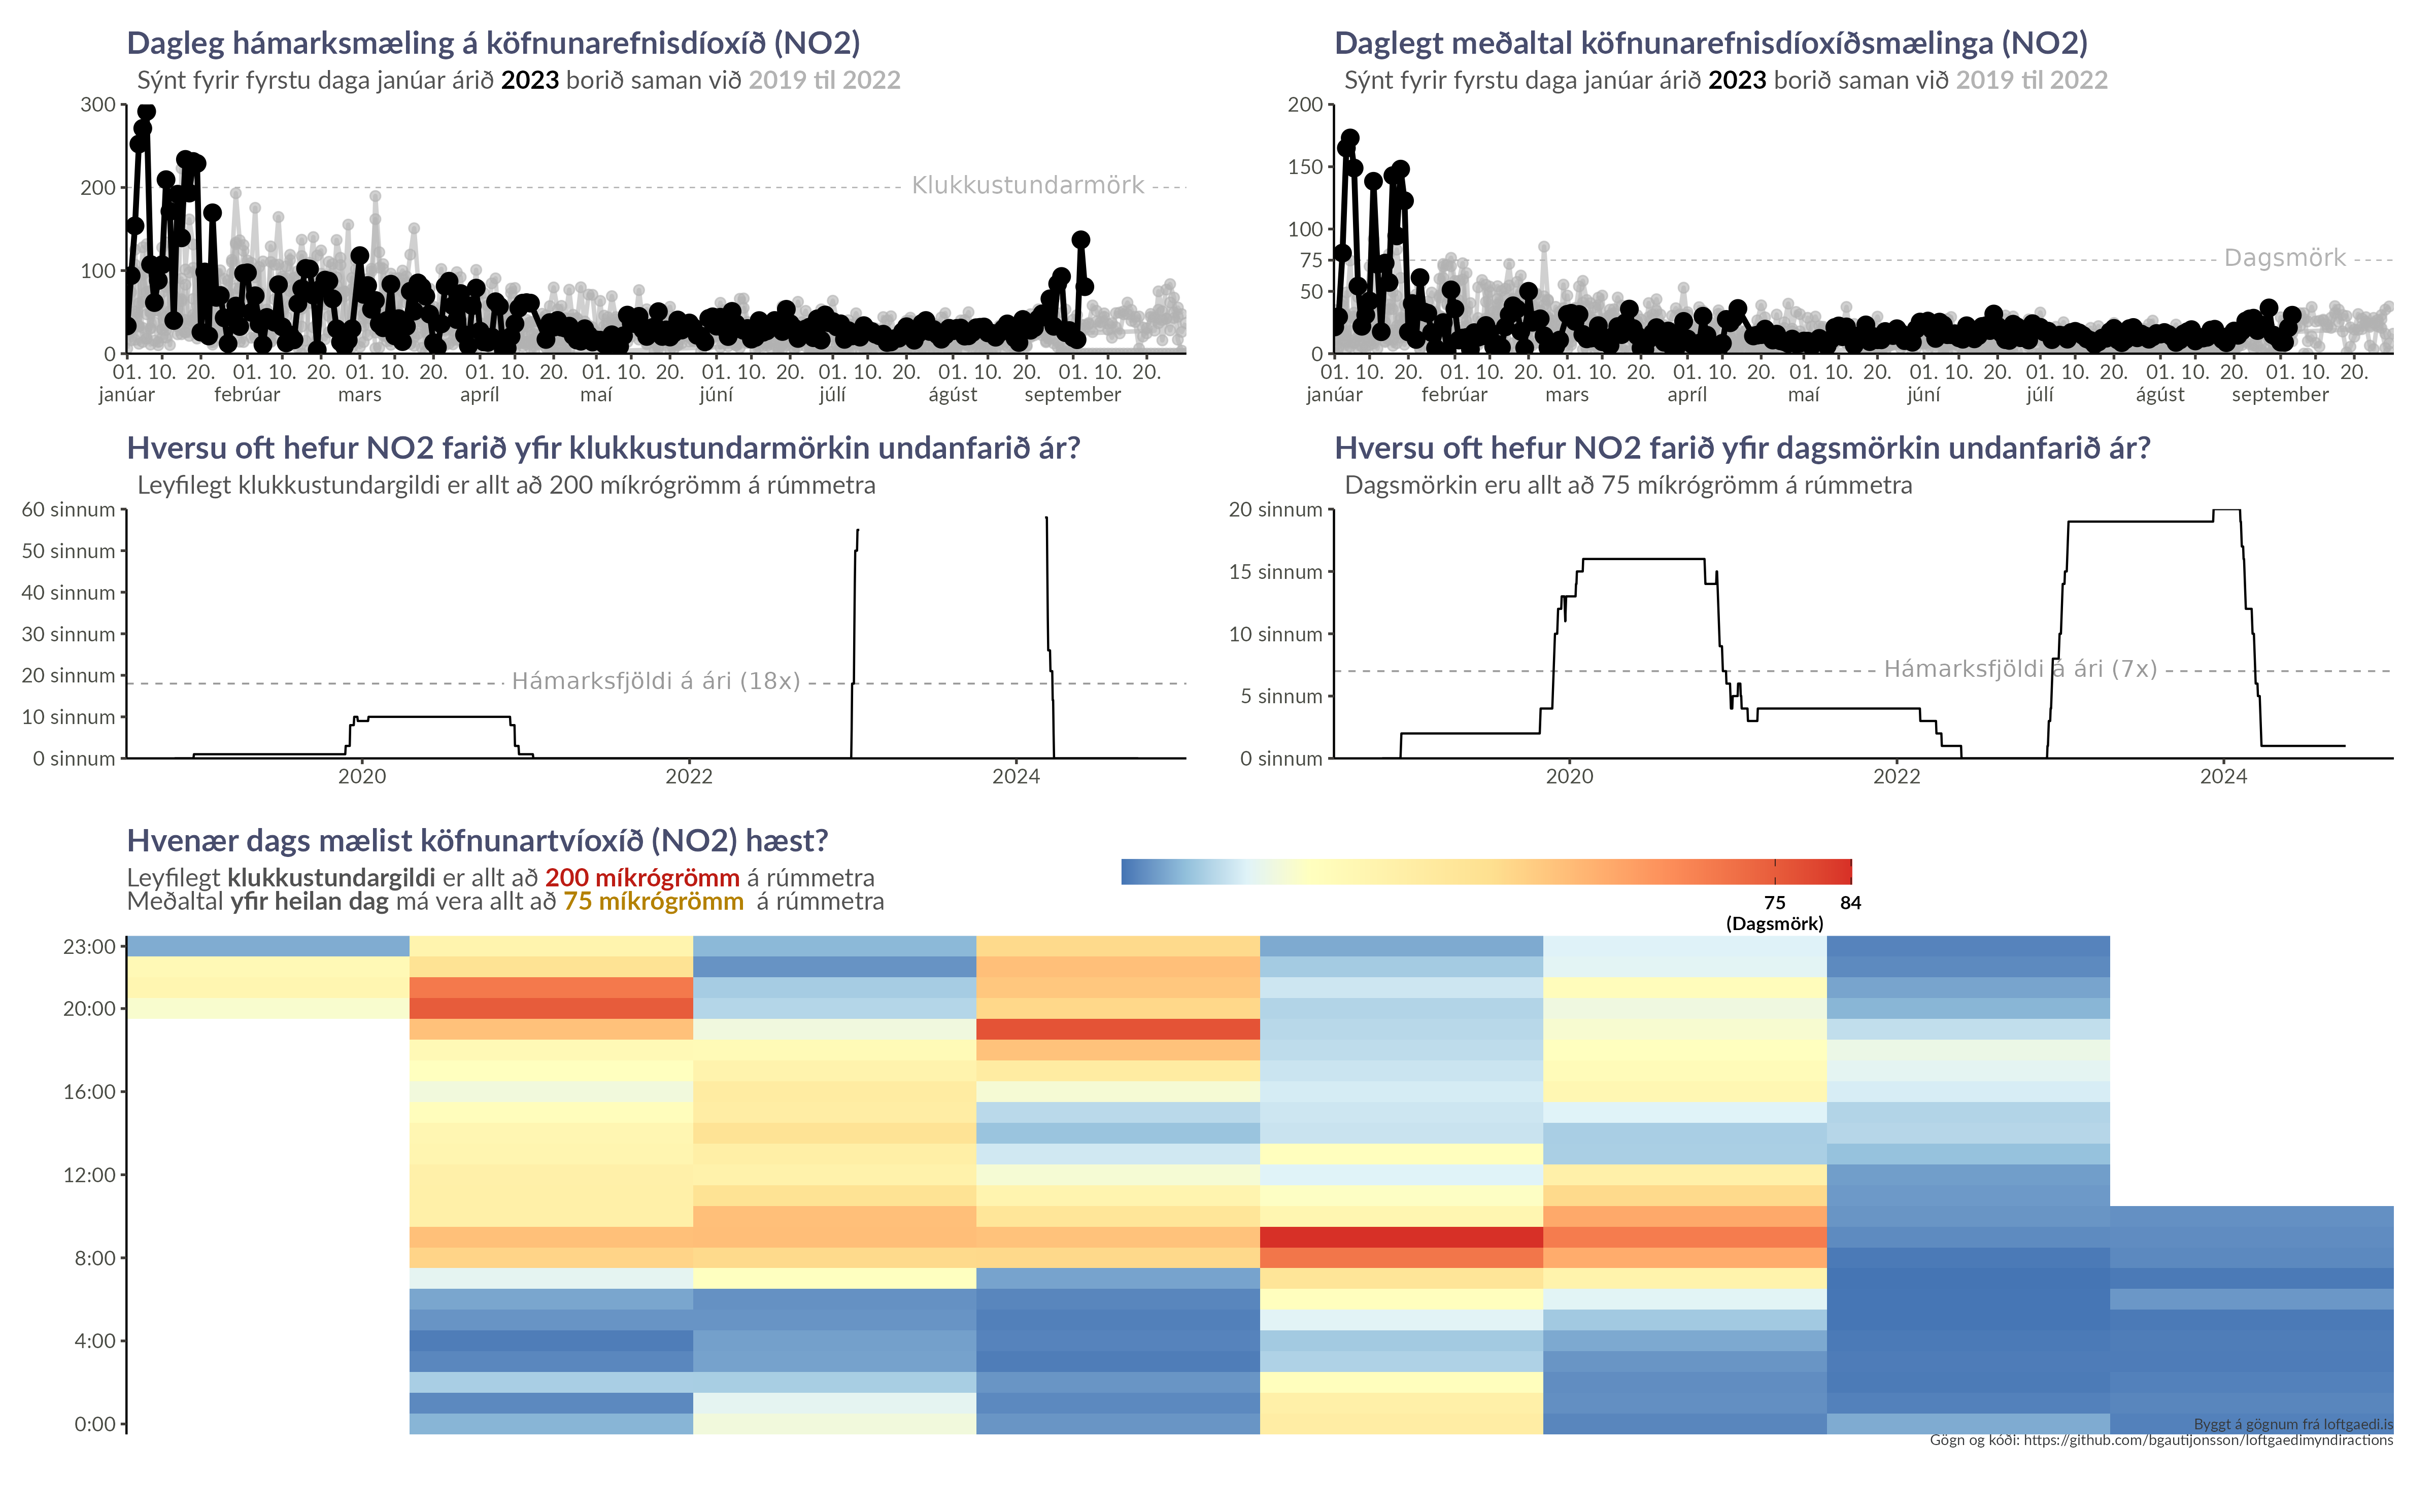 Dagleg hámarksmæling á köfnunarefnisdíoxíð (NO2)
Sýnt fyrir fyrstu daga janúar árið 2023 borið saman við 2019 til 2022
300
200
100
0
Klukkustundarmörk
01. 10. 20. 01. 10. 20. 01. 10. 20. 01. 10. 20. 01. 10. 20. 01. 10. 20. 01. 10. 20. 01. 10. 20. 01. 10. 20.
janúar febrúar mars apríl maí júní júlí ágúst september
Daglegt meðaltal köfnunarefnisdíoxíðsmælinga (NO2)
Sýnt fyrir fyrstu daga janúar árið 2023 borið saman við 2019 til 2022
200
150
100
75
50
0
Dagsmörk
01. 10. 20. 01. 10. 20. 01. 10. 20. 01. 10. 20. 01. 10. 20. 01. 10. 20. 01. 10. 20. 01. 10. 20. 01. 10. 20.
janúar febrúar mars apríl maí júní júlí ágúst september
Hversu oft hefur NO2 farið yfir klukkustundarmörkin undanfarið ár?
Leyfilegt klukkustundargildi er allt að 200 míkrógrömm á rúmmetra
60 sinnum
50 sinnum
40 sinnum
30 sinnum
20 sinnum
10 sinnum
0 sinnum
Hámarksfjöldi á ári (18x)
2020 2022 2024
Hversu oft hefur NO2 farið yfir dagsmörkin undanfarið ár?
Dagsmörkin eru allt að 75 míkrógrömm á rúmmetra
20 sinnum
15 sinnum
10 sinnum
5 sinnum
0 sinnum
Hámarksfjöldi á ári (7x)
2020 2022 2024
Hvenær dags mælist köfnunartvíoxíð (NO2) hæst?
Leyfilegt klukkustundargildi er allt að 200 míkrógrömm á rúmmetra
Meðaltal yfir heilan dag má vera allt að 75 míkrógrömm á rúmmetra
75 84
(Dagsmörk)
23:00
20:00
16:00
12:00
8:00
4:00
0:00
Byggt á gögnum frá loftgaedi.is
Gögn og kóði: https://github.com/bgautijonsson/loftgaedimyndiractions